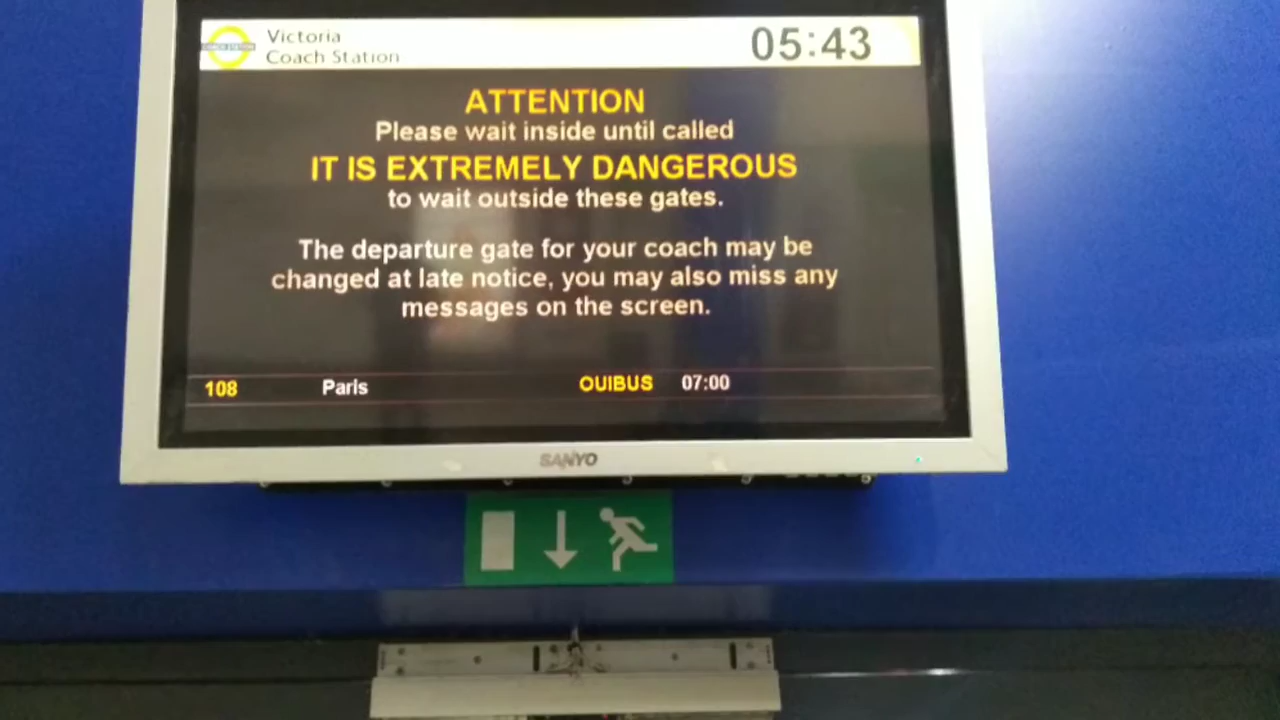 COACH STATION
Victoria
Coach Station
05:43
ATTENTION
Please wait inside until called
IT IS EXTREMELY DANGEROUS
to wait outside these gates.
The departure gate for your coach may be
changed at late notice, you may also miss any
messages on the screen.
108 Paris OUIBUS 07:00
SANYO